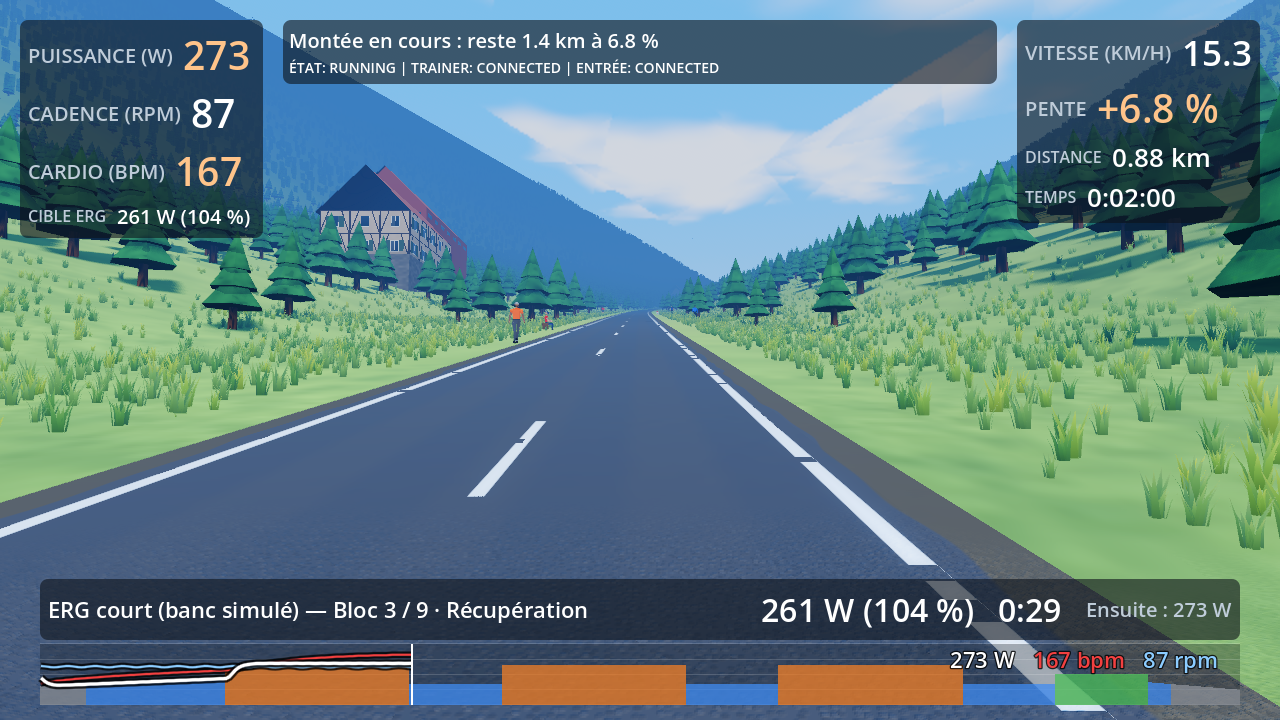 PUISSANCE (W) 273
CADENCE (RPM) 87
CARDIO (BPM) 167
CIBLE ERG 261 W (104 %)
Montée en cours : reste 1.4 km à 6.8 %
ÉTAT: RUNNING | TRAINER: CONNECTED | ENTRÉE: CONNECTED
VITESSE (KM/H) 15.3
PENTE +6.8 %
DISTANCE 0.88 km
TEMPS 0:02:00
ERG court (banc simulé) — Bloc 3 / 9 · Récupération 261 W (104 %) 0:29 Ensuite : 273 W
273 W 167 bpm 87 rpm